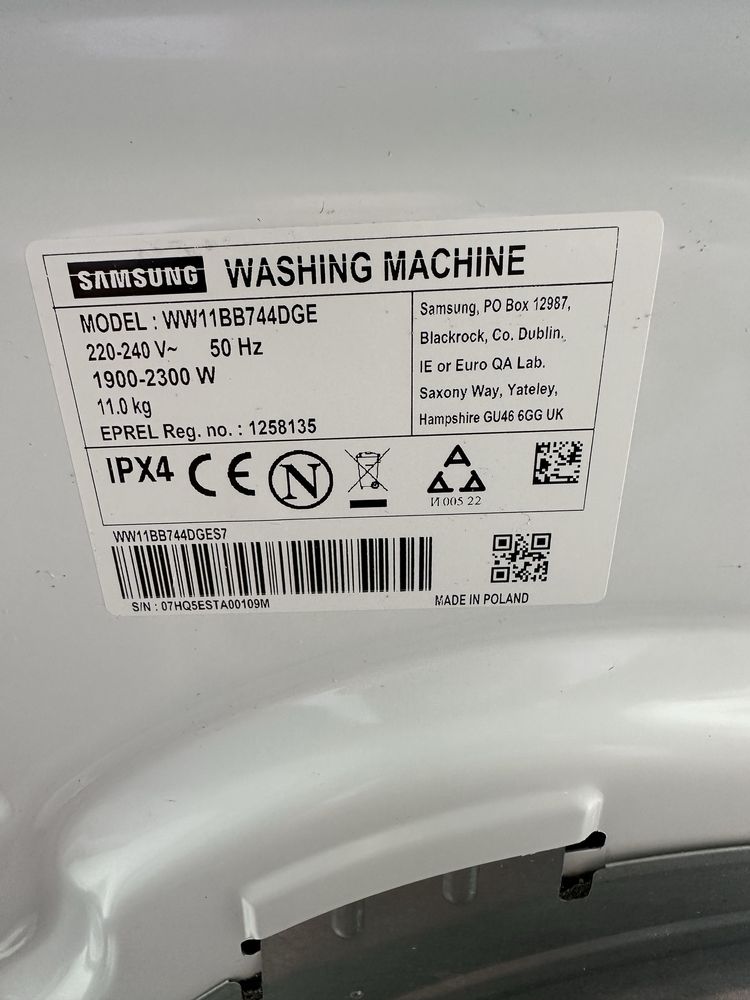 SAMSUNG WASHING MACHINE
MODEL : WW11BB744DGE
220-240 V~ 50 Hz
1900-2300 W
11.0 kg
EPREL Reg. no. : 1258135
Samsung, PO Box 12987,
Blackrock, Co. Dublin.
IE or Euro QA Lab.
Saxony Way, Yateley,
Hampshire GU46 6GG UK
IPX4 CE N
И 005 22
WW11BB744DGES7
S/N : 07HQ5ESTA00109M
MADE IN POLAND